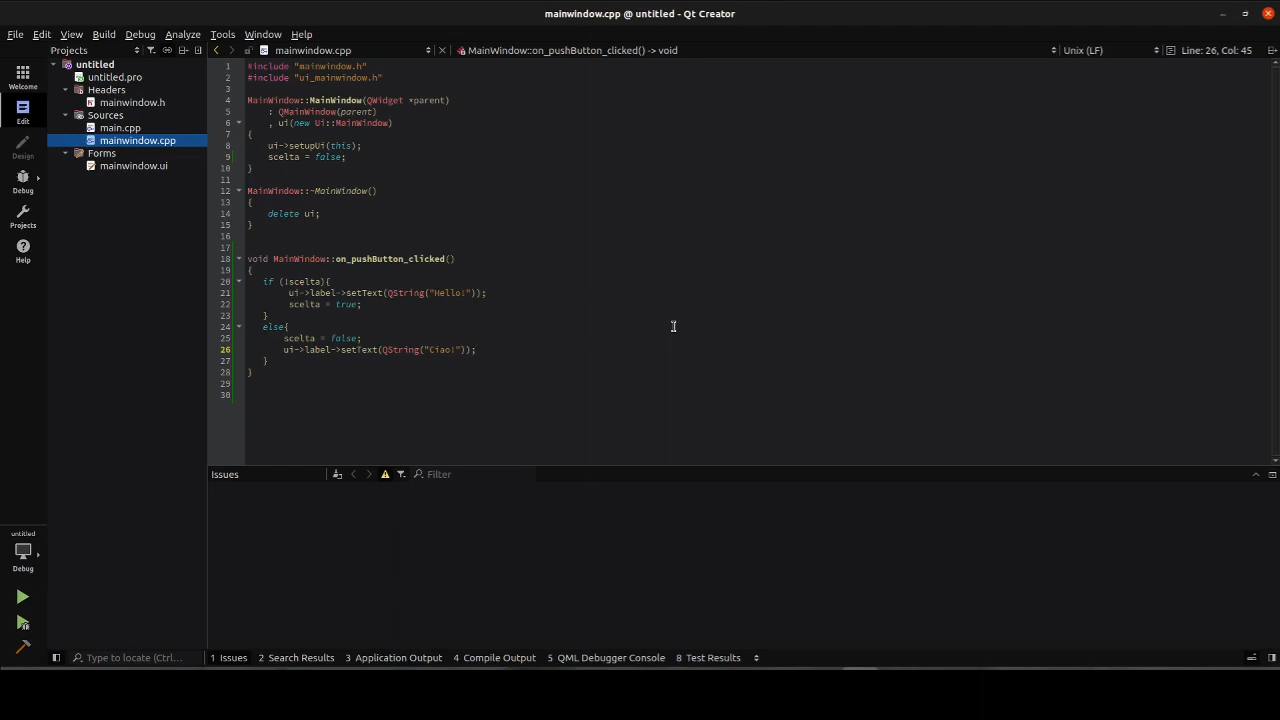 mainwindow.cpp @ untitled - Qt Creator
File Edit View Build Debug Analyze Tools Window Help
Projects
mainwindow.cpp
MainWindow::on_pushButton_clicked() -> void
Unix (LF)
Line: 26, Col: 45
Welcome
Edit
Design
Debug
Projects
Help
untitled
untitled.pro
Headers
mainwindow.h
Sources
main.cpp
mainwindow.cpp
Forms
mainwindow.ui
1 #include "mainwindow.h"
2 #include "ui_mainwindow.h"
3
4 MainWindow::MainWindow(QWidget *parent)
5 : QMainWindow(parent)
6 , ui(new Ui::MainWindow)
7 {
8 ui->setupUi(this);
9 scelta = false;
10 }
11
12 MainWindow::~MainWindow()
13 {
14 delete ui;
15 }
16
17
18 void MainWindow::on_pushButton_clicked()
19 {
20 if (!scelta){
21 ui->label->setText(QString("Hello!"));
22 scelta = true;
23 }
24 else{
25 scelta = false;
26 ui->label->setText(QString("Ciao!"));
27 }
28 }
29
30
Issues
Filter
untitled
Debug
Type to locate (Ctrl...
1 Issues
2 Search Results
3 Application Output
4 Compile Output
5 QML Debugger Console
8 Test Results